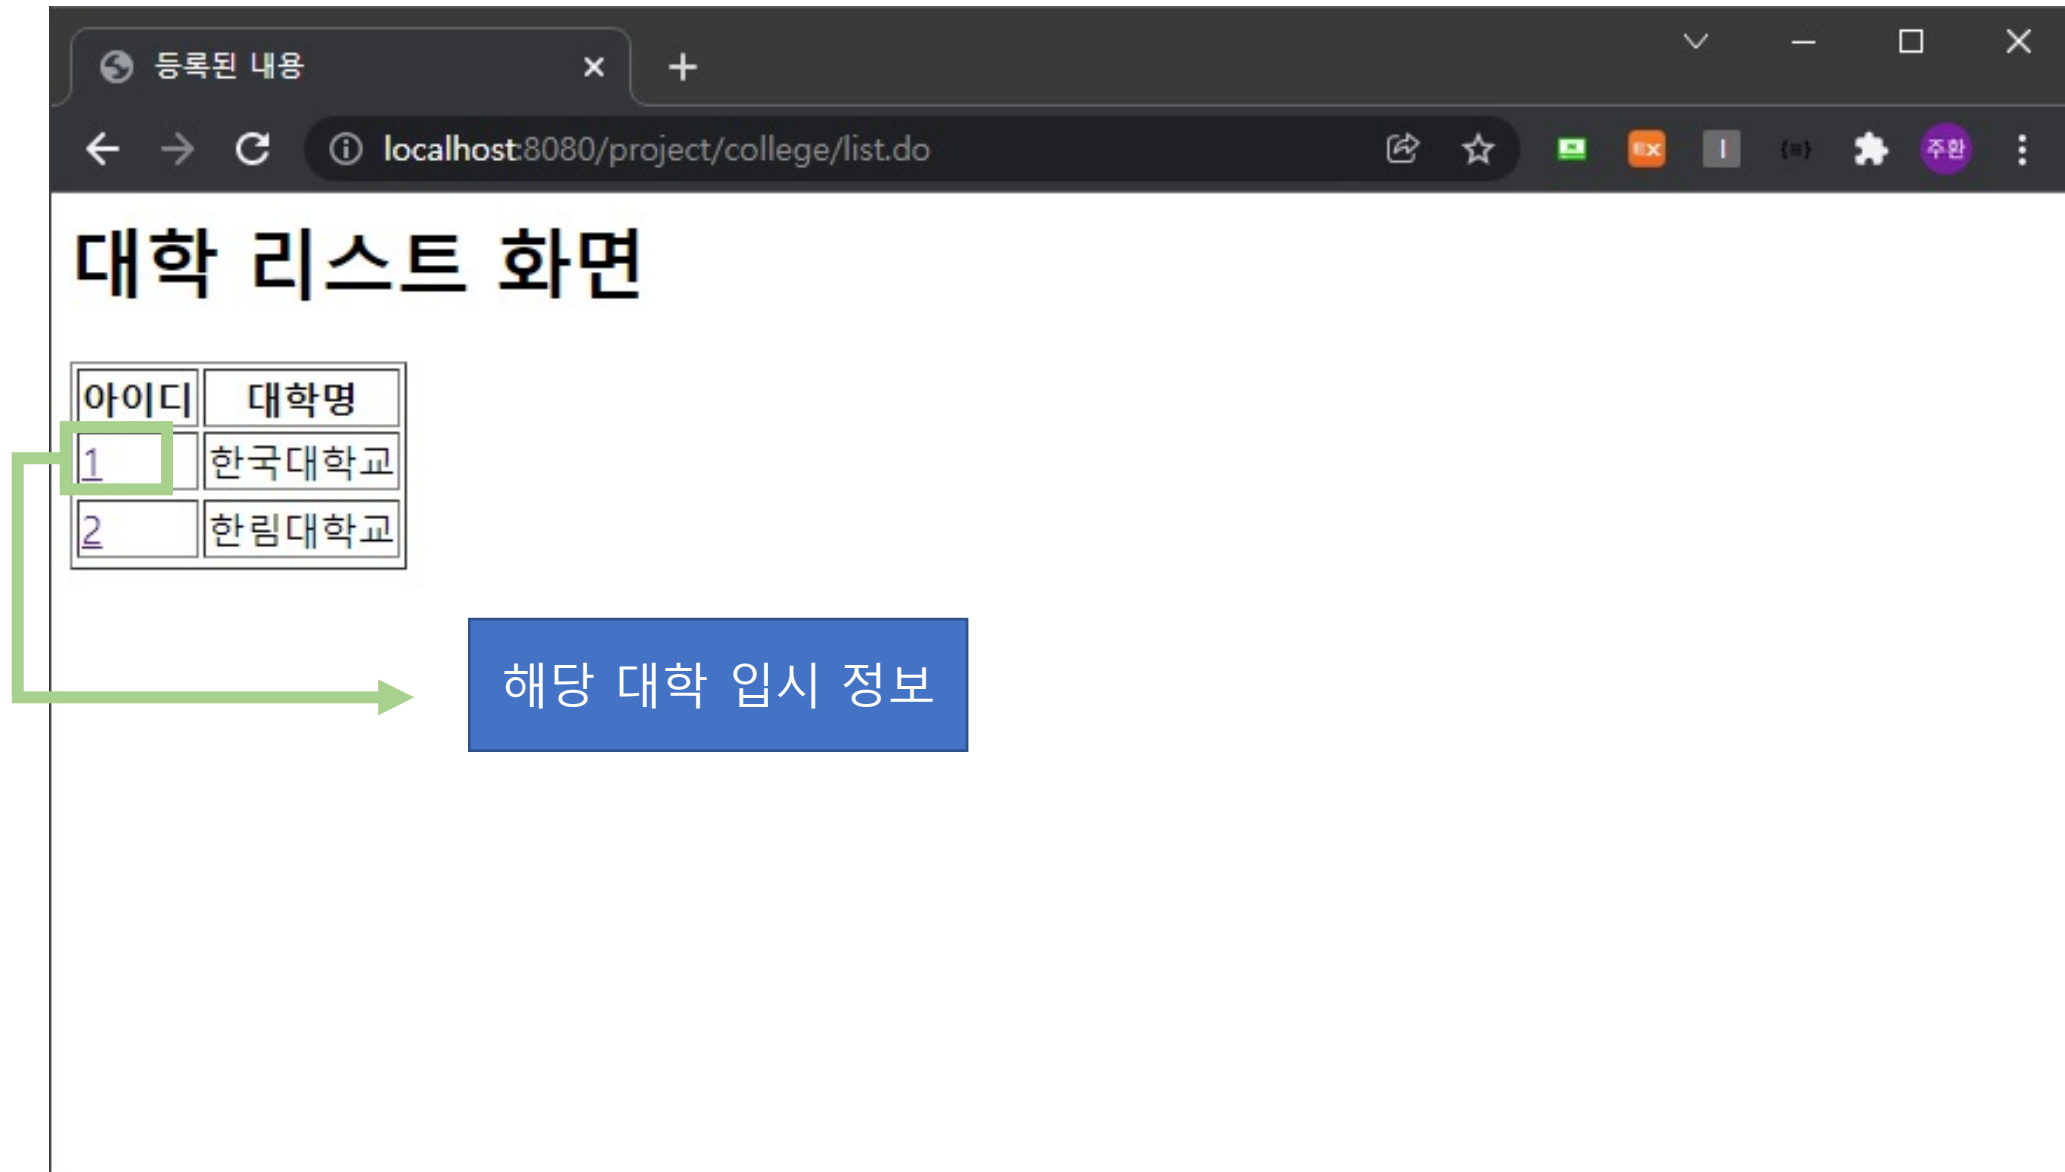 등록된 내용
localhost:8080/project/college/list.do
EX
주환
대학 리스트 화면
아이디 대학명
1 한국대학교
2 한림대학교
해당 대학 입시 정보